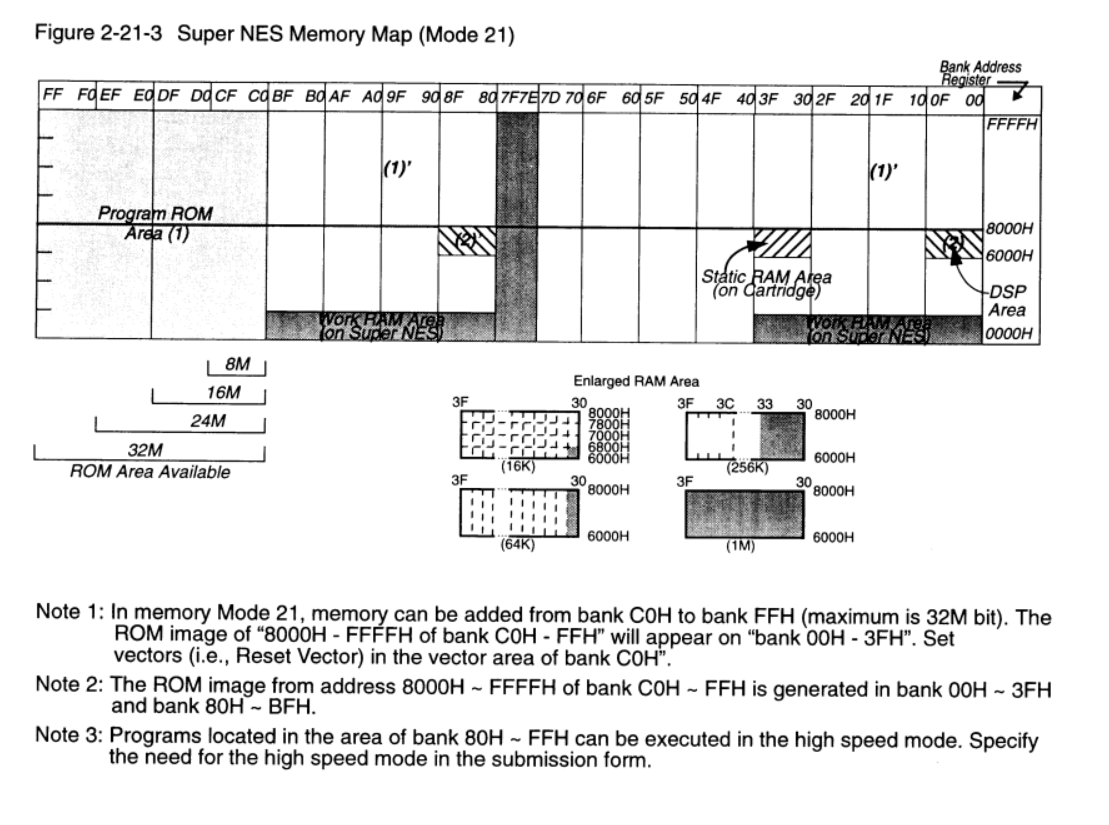 Figure 2-21-3 Super NES Memory Map (Mode 21)
Bank Address
Register
FF F0 EF E0 DF D0 CF C0 BF B0 AF A0 9F 90 8F 80 7F 7E 7D 70 6F 60 5F 50 4F 40 3F 30 2F 20 1F 10 0F 00
FFFFH
(1)' (1)'
Program ROM
Area (1)
8000H
(2)' (2)
6000H
Static RAM Area
(on Cartridge)
DSP
Area
Work RAM Area
(on Super NES)
Work RAM Area
(on Super NES)
0000H
8M
16M
24M
32M
ROM Area Available
Enlarged RAM Area
3F 30
8000H
7800H
7000H
6800H
6000H
(16K)
3F 3C 33 30
8000H
6000H
(256K)
3F 30
8000H
6000H
(64K)
3F 30
8000H
6000H
(1M)
Note 1: In memory Mode 21, memory can be added from bank C0H to bank FFH (maximum is 32M bit). The
ROM image of “8000H - FFFFH of bank C0H - FFH” will appear on “bank 00H - 3FH”. Set
vectors (i.e., Reset Vector) in the vector area of bank C0H”.
Note 2: The ROM image from address 8000H ~ FFFFH of bank C0H ~ FFH is generated in bank 00H ~ 3FH
and bank 80H ~ BFH.
Note 3: Programs located in the area of bank 80H ~ FFH can be executed in the high speed mode. Specify
the need for the high speed mode in the submission form.